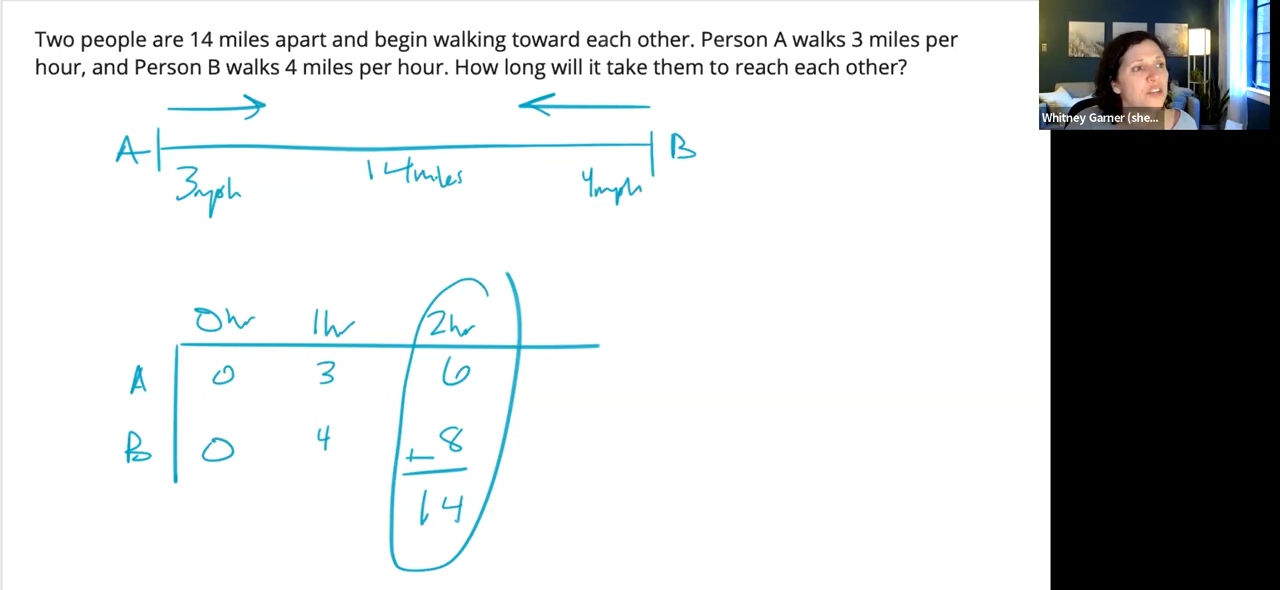 Two people are 14 miles apart and begin walking toward each other. Person A walks 3 miles per
hour, and Person B walks 4 miles per hour. How long will it take them to reach each other?
Whitney Garner (she...
A B
3mph 14miles 4mph
0hr 1hr 2hr
A 0 3 6
B 0 4 +8
14